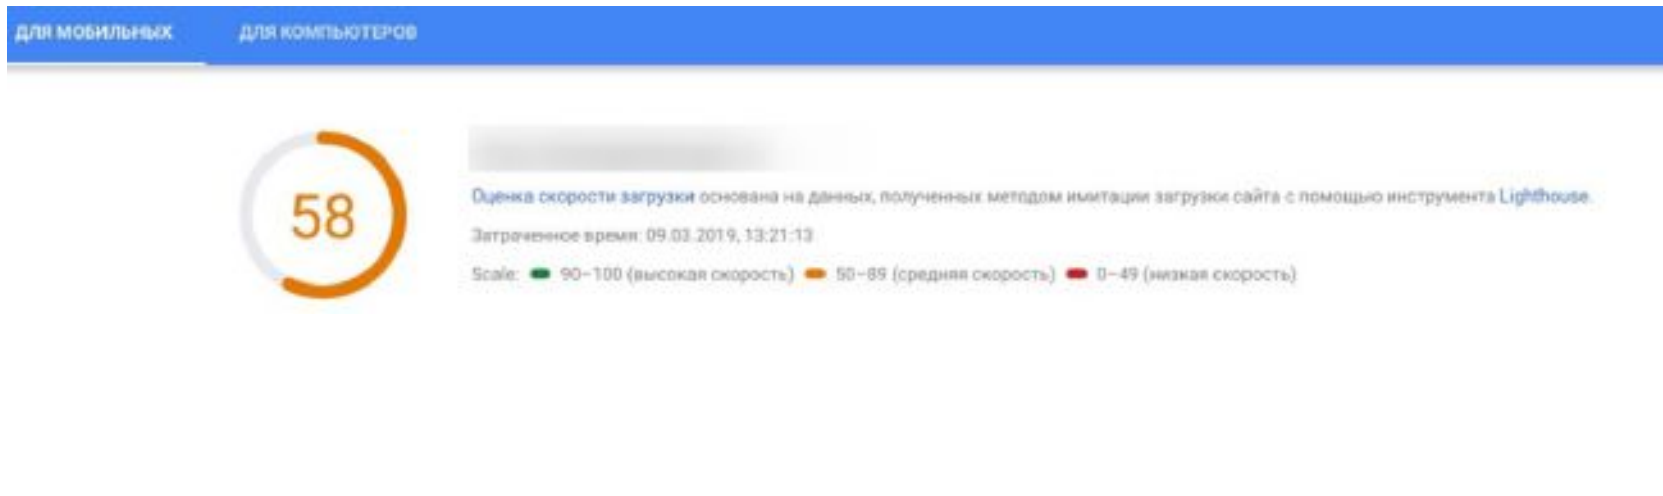 ДЛЯ МОБИЛЬНЫХ ДЛЯ КОМПЬЮТЕРОВ
58
Оценка скорости загрузки основана на данных, полученных методом имитации загрузки сайта с помощью инструмента Lighthouse.
Затраченное время: 09.03.2019, 13:21:13
Scale: 90–100 (высокая скорость) 50–89 (средняя скорость) 0–49 (низкая скорость)